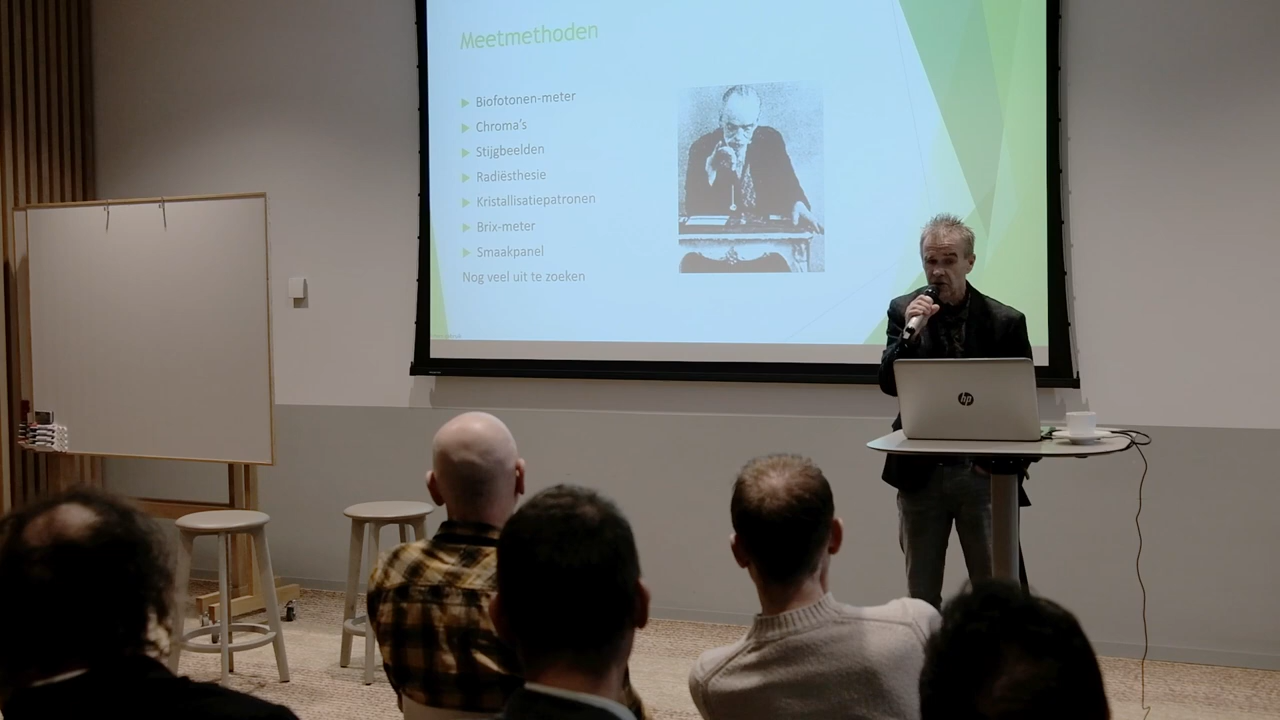 Meetmethoden
Biofotonen-meter
Chroma's
Stijgbeelden
Radiësthesie
Kristallisatiepatronen
Brix-meter
Smaakpanel
Nog veel uit te zoeken
hp